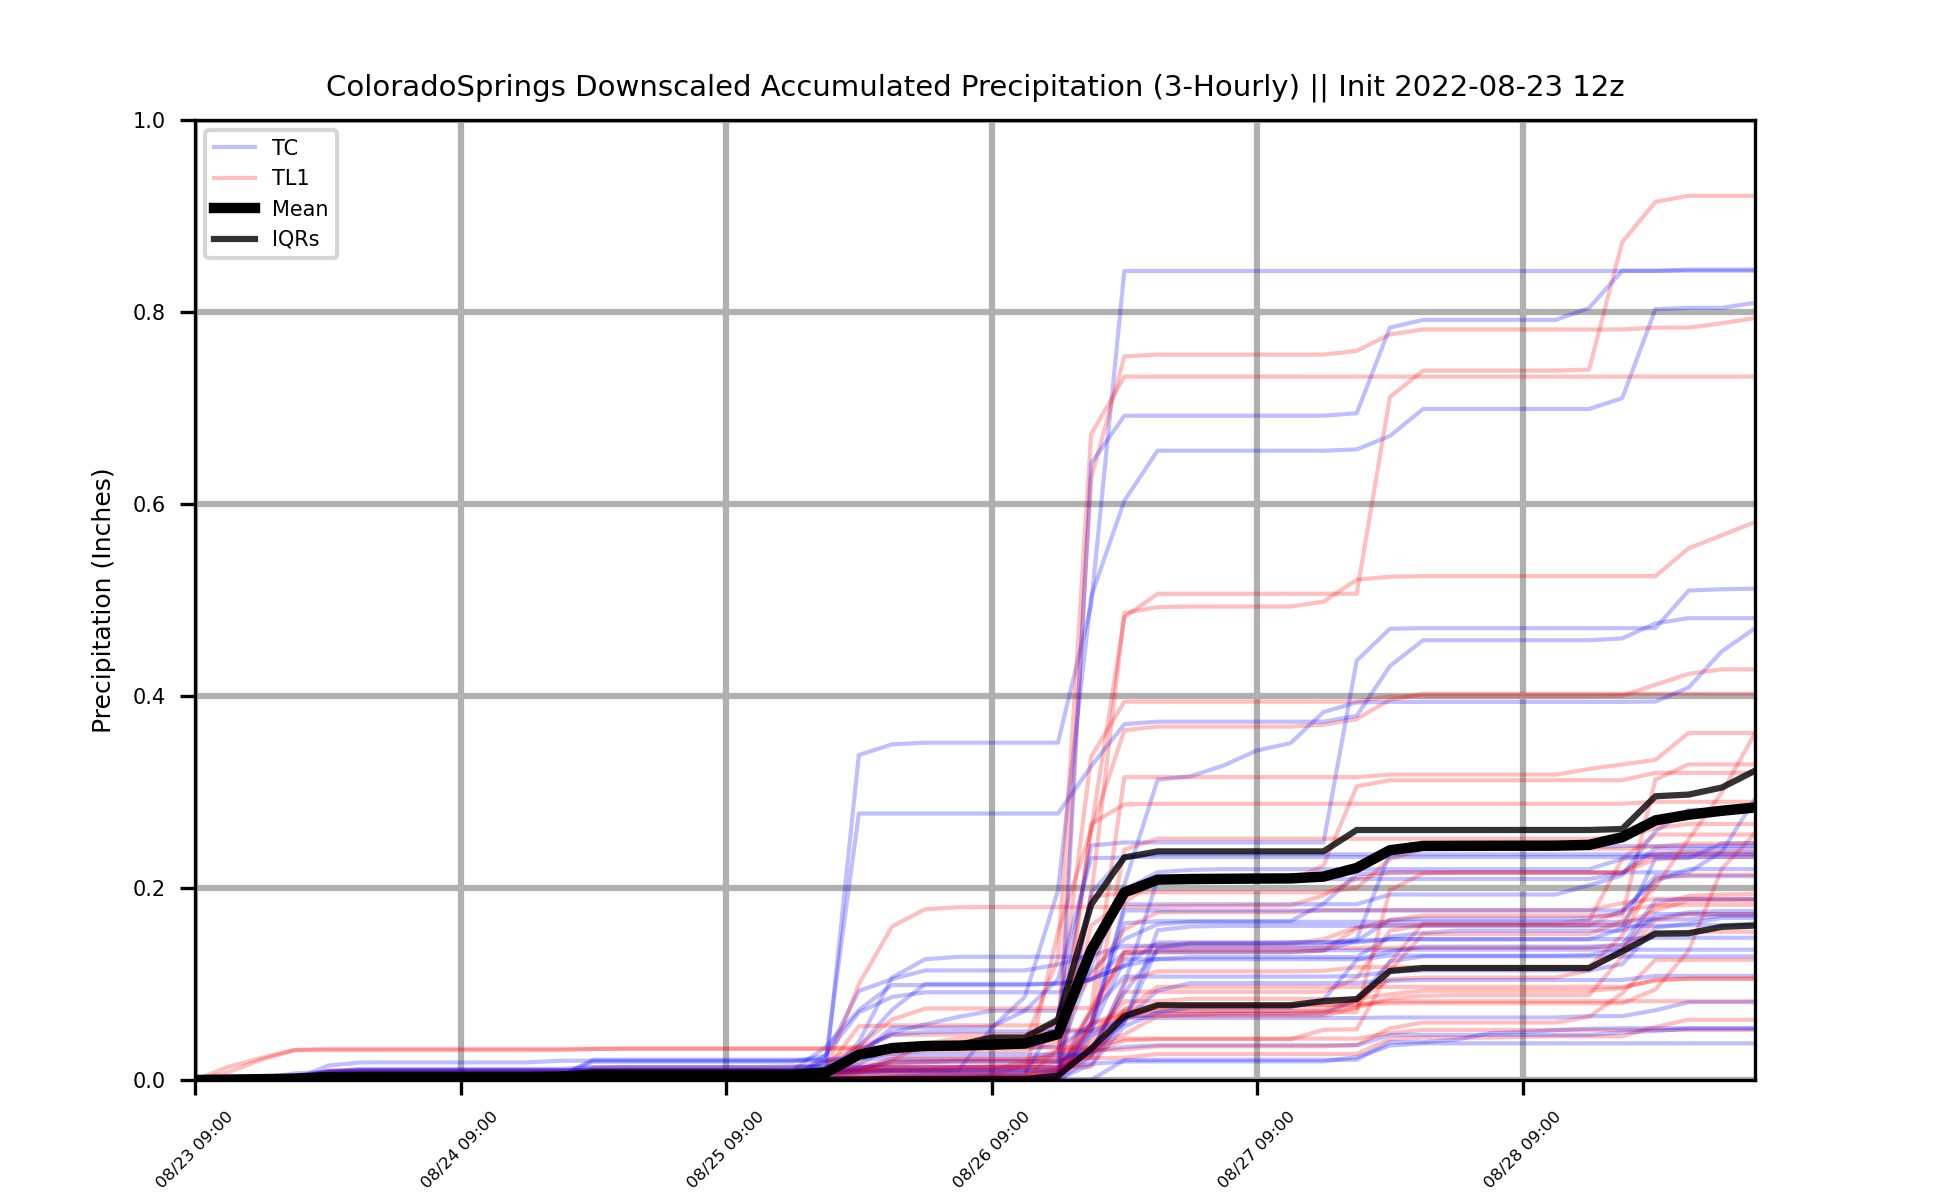 ColoradoSprings Downscaled Accumulated Precipitation (3-Hourly) || Init 2022-08-23 12z
TC
TL1
Mean
IQRs
Precipitation (Inches)
1.0
0.8
0.6
0.4
0.2
0.0
08/23 09:00
08/24 09:00
08/25 09:00
08/26 09:00
08/27 09:00
08/28 09:00